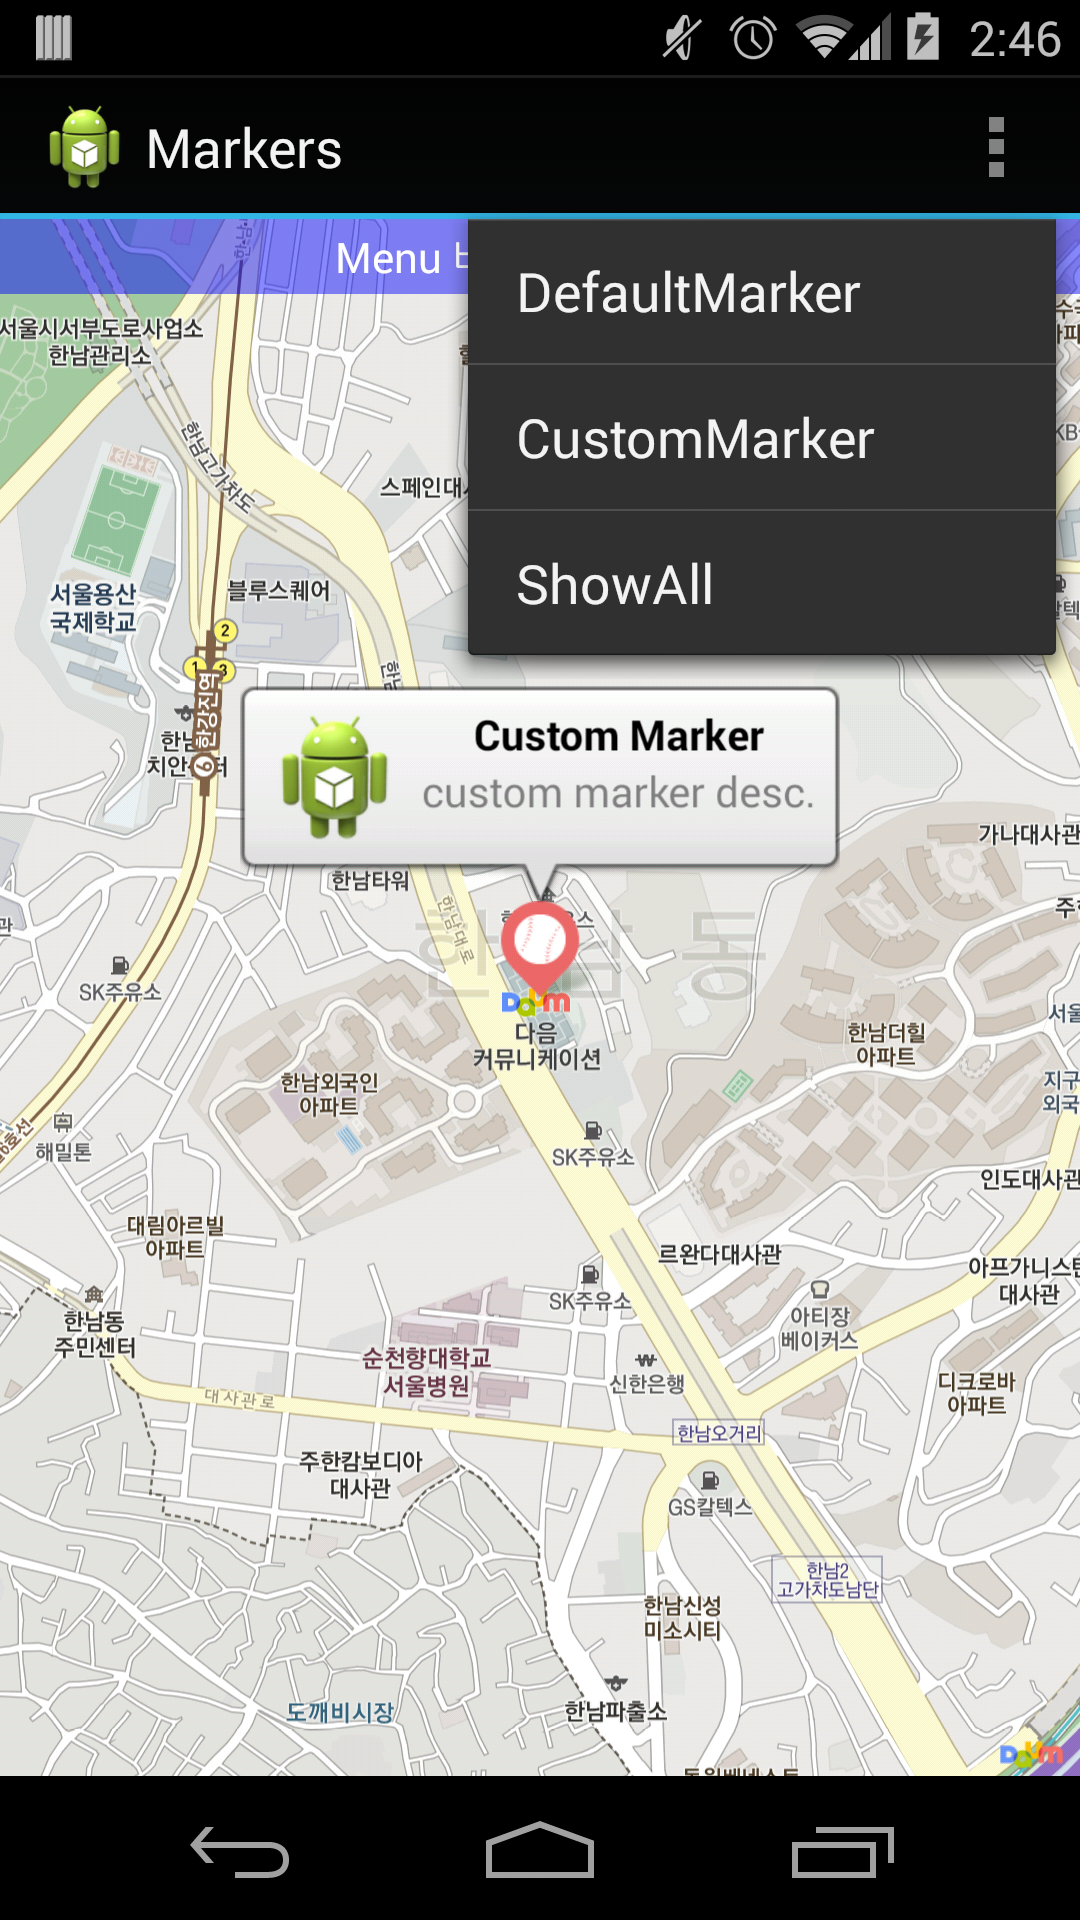 2:46
Markers
Menu
DefaultMarker
CustomMarker
ShowAll
서울시서부도로사업소
한남관리소
한남고가차도
스페인대사
서울용산
국제학교
블루스퀘어
2
1
3
한강진역
6
치안센터
Custom Marker
custom marker desc.
가나대사관
한남타워
한남대로
한남동
SK주유소
Daum
다음
커뮤니케이션
한남더힐
아파트
한남외국인
아파트
지구
외국
6호선
해밀톤
SK주유소
인도대사관
대림아르빌
아파트
르완다대사관
아프가니스탄
대사관
SK주유소
한남동
주민센터
아티장
베이커스
순천향대학교
서울병원
신한은행
디크로바
아파트
대사관로
한남오거리
주한캄보디아
대사관
GS칼텍스
한남2
고가차도남단
한남신성
미소시티
도깨비시장
한남파출소
Daum